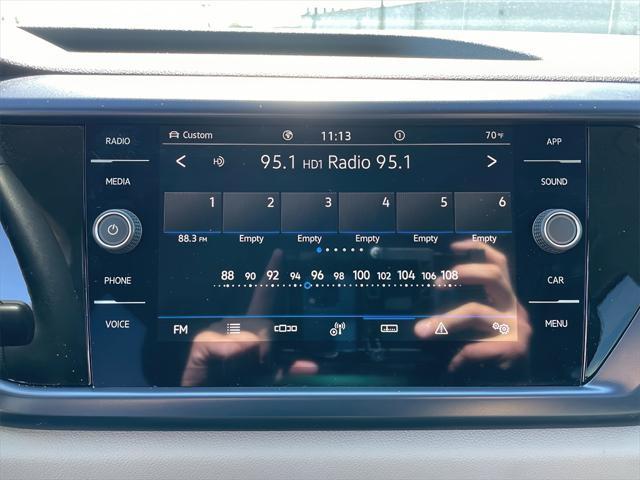 RADIO
MEDIA
PHONE
VOICE
Custom 11:13 1 70°F
< 95.1 HD1 Radio 95.1 >
1 2 3 4 5 6
88.3 FM Empty Empty Empty Empty Empty
88 90 92 94 96 98 100 102 104 106 108
FM
APP
SOUND
CAR
MENU